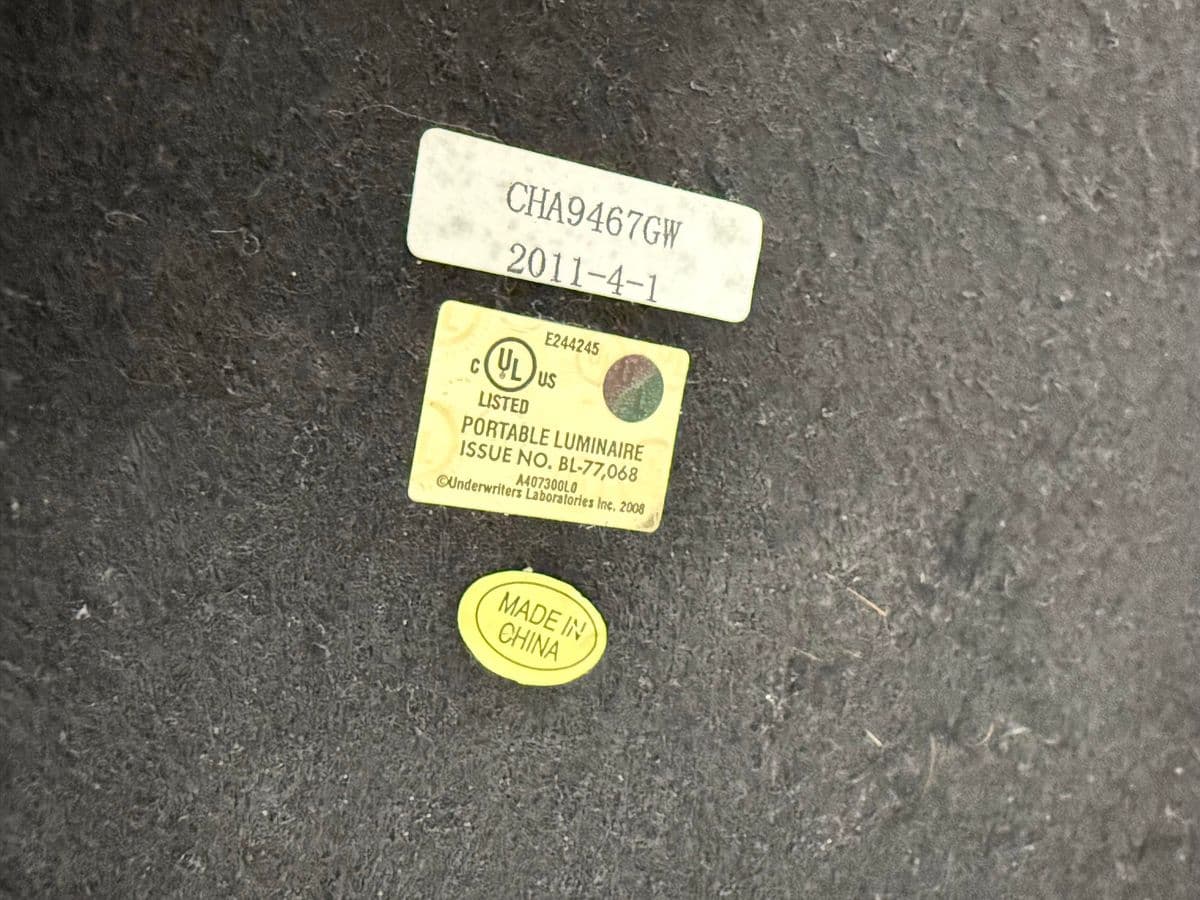 CHA9467GW
2011-4-1
E244245
C UL US
LISTED
PORTABLE LUMINAIRE
ISSUE NO. BL-77,068
A407300L0
©Underwriters Laboratories Inc. 2008
MADE IN
CHINA